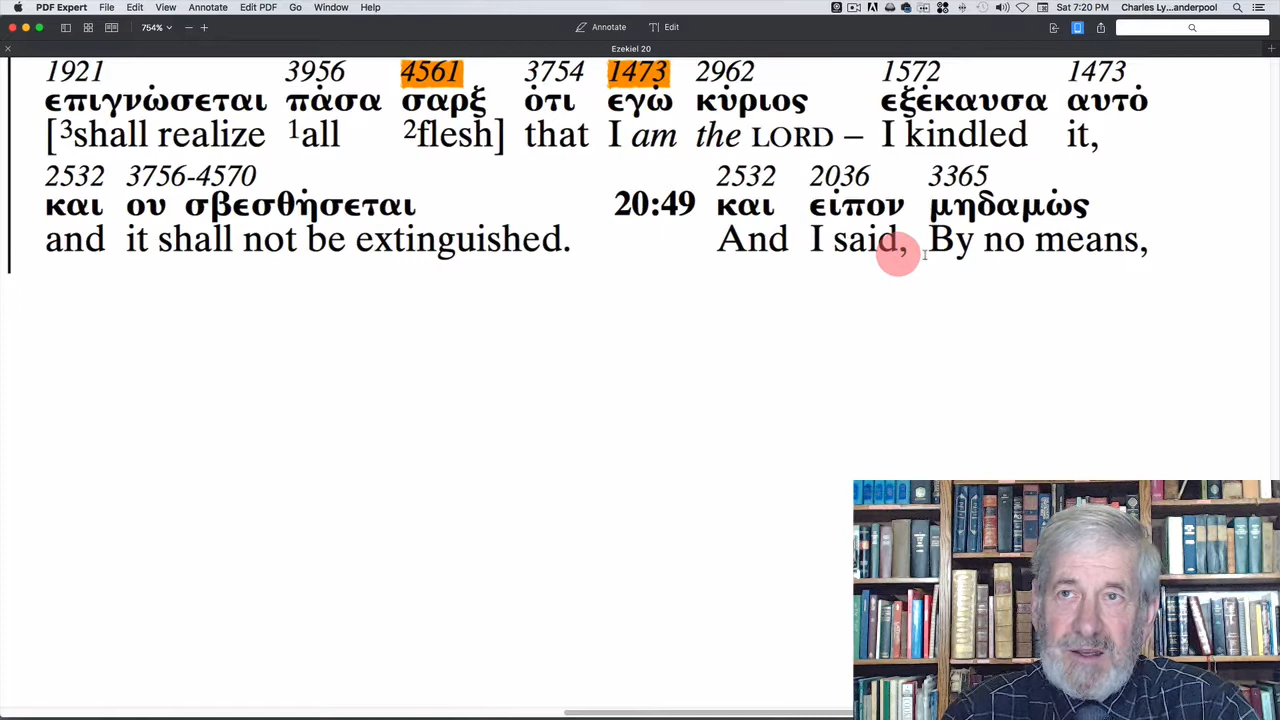 PDF Expert File Edit View Annotate Edit PDF Go Window Help Sat 7:20 PM Charles Ly...anderpool
754% Annotate Edit
Ezekiel 20
1921 3956 4561 3754 1473 2962 1572 1473
επιγνώσεται πάσα σαρξ ότι εγώ κύριος εξέκαυσα αυτό
[³shall realize ¹all ²flesh] that I am the LORD – I kindled it,
2532 3756-4570 2532 2036 3365
και ου σβεσθήσεται 20:49 και είπον μηδαμώς
and it shall not be extinguished. And I said, By no means,